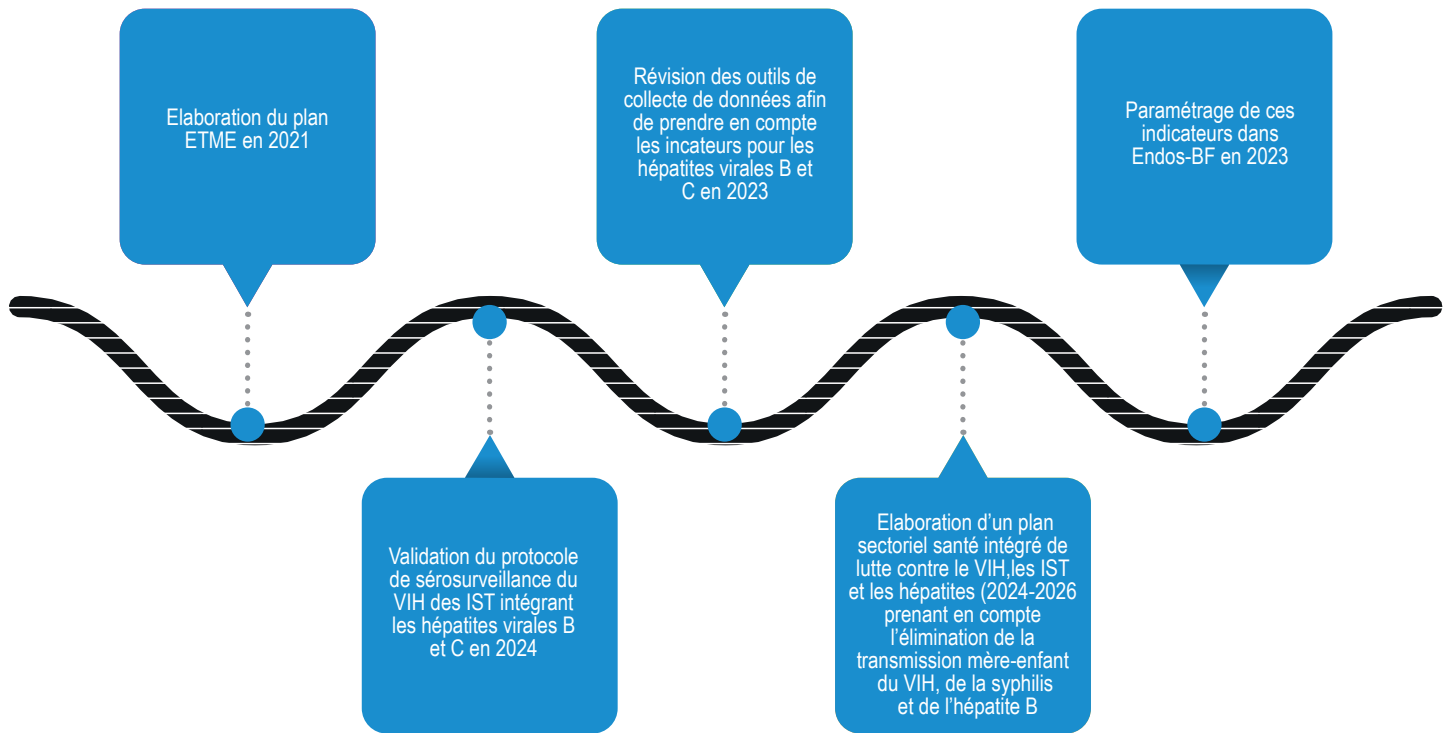 Elaboration du plan
ETME en 2021
Validation du protocole
de sérosurveillance du
VIH des IST intégrant
les hépatites virales B
et C en 2024
Révision des outils de
collecte de données afin
de prendre en compte
les incateurs pour les
hépatites virales B et
C en 2023
Elaboration d’un plan
sectoriel santé intégré de
lutte contre le VIH,les IST
et les hépatites (2024-2026
prenant en compte
l’élimination de la
transmission mère-enfant
du VIH, de la syphilis
et de l’hépatite B
Paramétrage de ces
indicateurs dans
Endos-BF en 2023